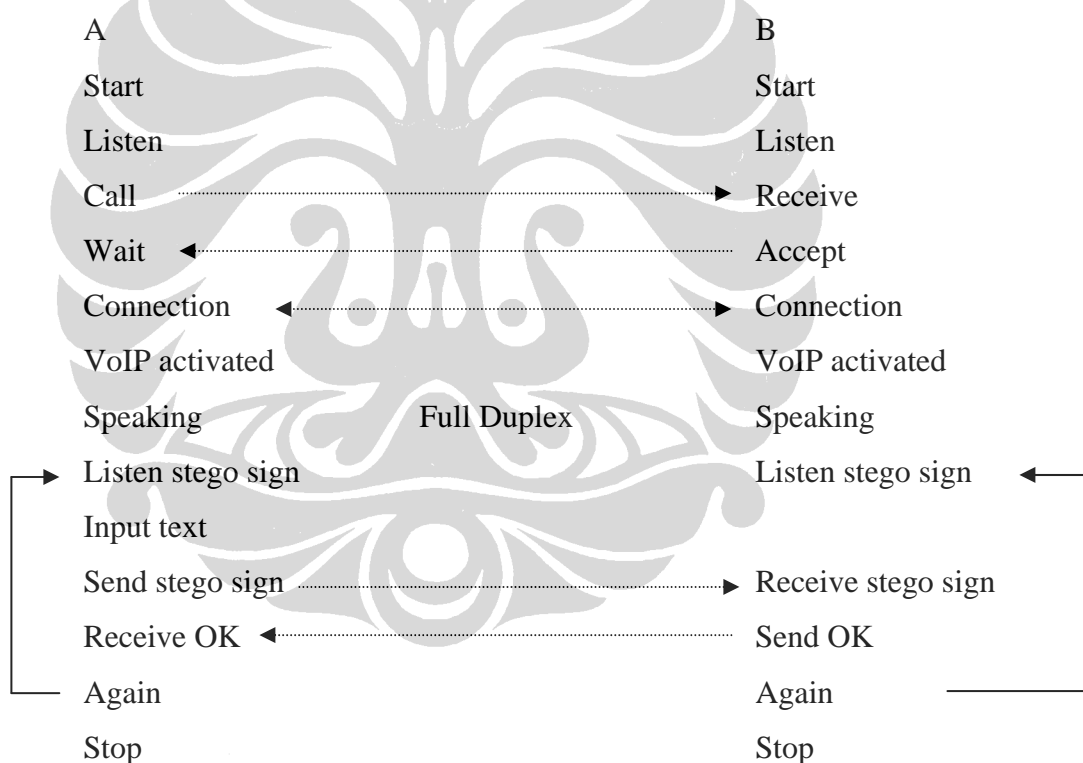 A B
Start Start
Listen Listen
Call Receive
Wait Accept
Connection Connection
VoIP activated VoIP activated
Speaking Full Duplex Speaking
Listen stego sign Listen stego sign
Input text
Send stego sign Receive stego sign
Receive OK Send OK
Again Again
Stop Stop